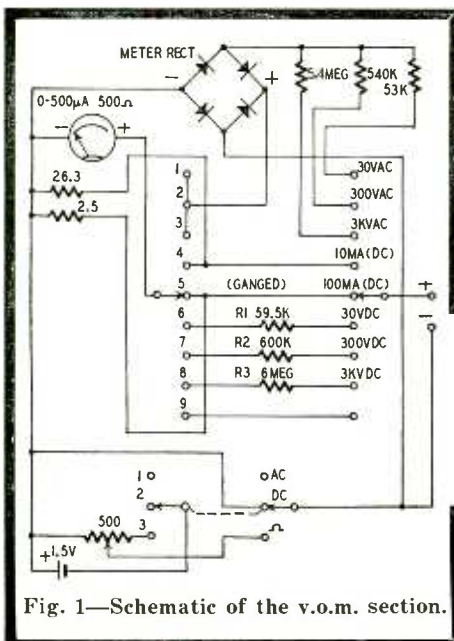 METER RECT
- +
5.4MEG 540K 53K
0-500μA 500Ω
- +
26.3
2.5
1 30VAC
2 300VAC
3 3KVAC
4 10MA(DC)
5 (GANGED) 100MA(DC) +
6 R1 59.5K 30VDC -
7 R2 600K 300VDC
8 R3 6MEG 3KVDC
9
1 AC
2 DC
500 3 Ω
+ 1.5V
Fig. 1—Schematic of the v.o.m. section.